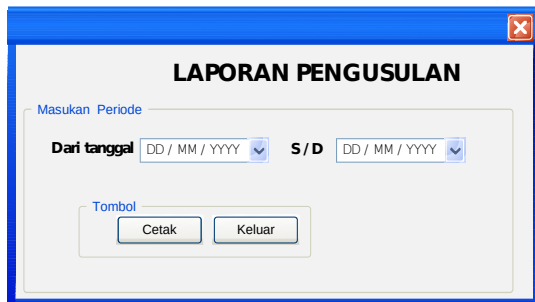 LAPORAN PENGUSULAN
Masukan Periode
Dari tanggal DD / MM / YYYY S / D DD / MM / YYYY
Tombol
Cetak Keluar